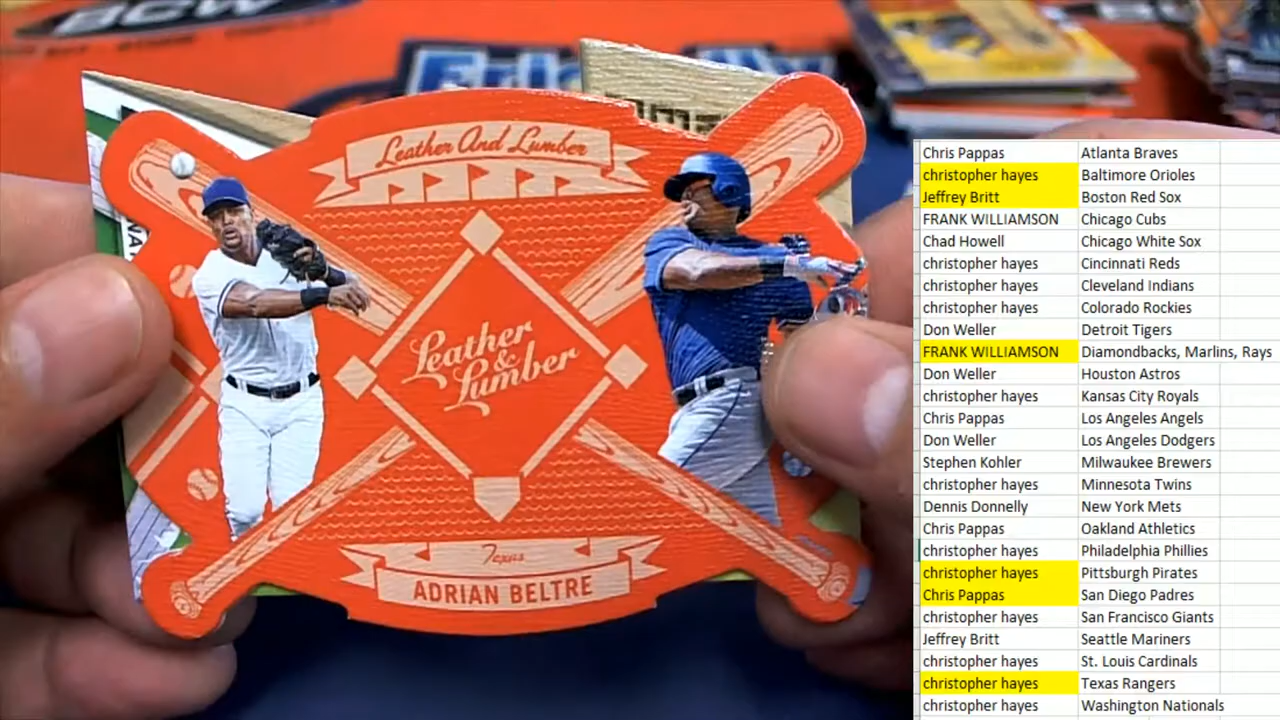 BCW
Leather And Lumber
Leather
&
Lumber
Texas
ADRIAN BELTRE
Chris Pappas Atlanta Braves
christopher hayes Baltimore Orioles
Jeffrey Britt Boston Red Sox
FRANK WILLIAMSON Chicago Cubs
Chad Howell Chicago White Sox
christopher hayes Cincinnati Reds
christopher hayes Cleveland Indians
christopher hayes Colorado Rockies
Don Weller Detroit Tigers
FRANK WILLIAMSON Diamondbacks, Marlins, Rays
Don Weller Houston Astros
christopher hayes Kansas City Royals
Chris Pappas Los Angeles Angels
Don Weller Los Angeles Dodgers
Stephen Kohler Milwaukee Brewers
christopher hayes Minnesota Twins
Dennis Donnelly New York Mets
Chris Pappas Oakland Athletics
christopher hayes Philadelphia Phillies
christopher hayes Pittsburgh Pirates
Chris Pappas San Diego Padres
christopher hayes San Francisco Giants
Jeffrey Britt Seattle Mariners
christopher hayes St. Louis Cardinals
christopher hayes Texas Rangers
christopher hayes Washington Nationals